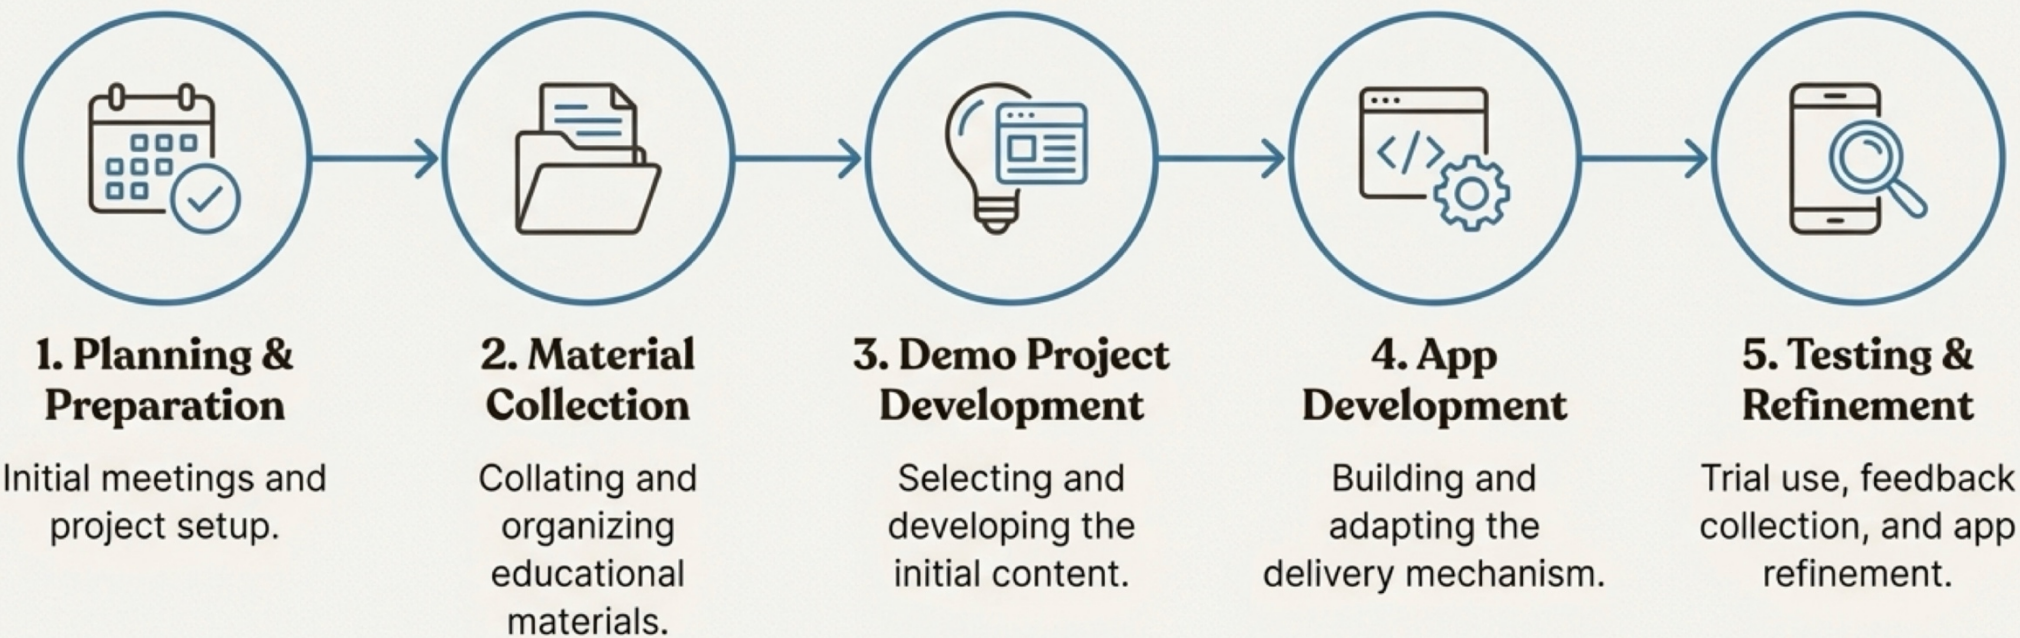 1. Planning &
Preparation
Initial meetings and
project setup.
2. Material
Collection
Collating and
organizing
educational
materials.
3. Demo Project
Development
Selecting and
developing the
initial content.
4. App
Development
Building and
adapting the
delivery mechanism.
5. Testing &
Refinement
Trial use, feedback
collection, and app
refinement.